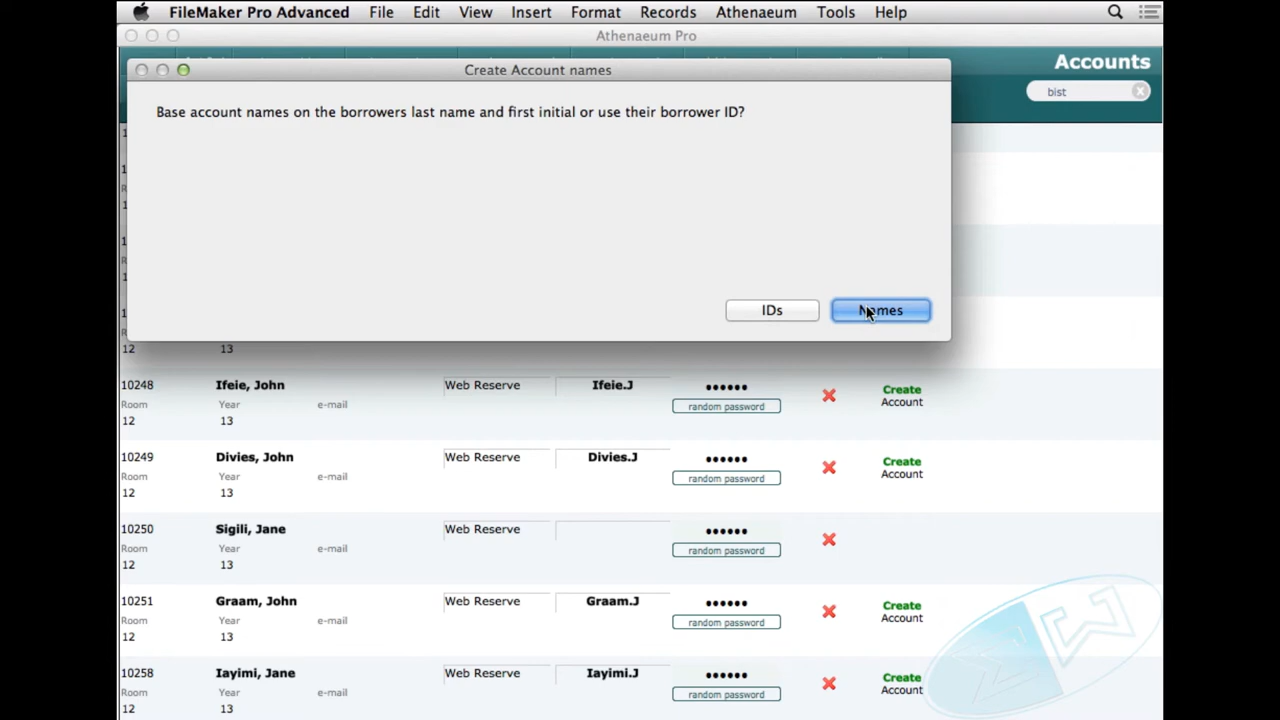 FileMaker Pro Advanced File Edit View Insert Format Records Athenaeum Tools Help
Athenaeum Pro
Accounts
bist
Create Account names
Base account names on the borrowers last name and first initial or use their borrower ID?
IDs Names
12 13
10248 Ifeie, John Web Reserve Ifeie.J ●●●●●● Create
Room Year e-mail random password Account
12 13
10249 Divies, John Web Reserve Divies.J ●●●●●● Create
Room Year e-mail random password Account
12 13
10250 Sigili, Jane Web Reserve ●●●●●●
Room Year e-mail random password
12 13
10251 Graam, John Web Reserve Graam.J ●●●●●● Create
Room Year e-mail random password Account
12 13
10258 Iayimi, Jane Web Reserve Iayimi.J ●●●●●● Create
Room Year e-mail random password Account
12 13